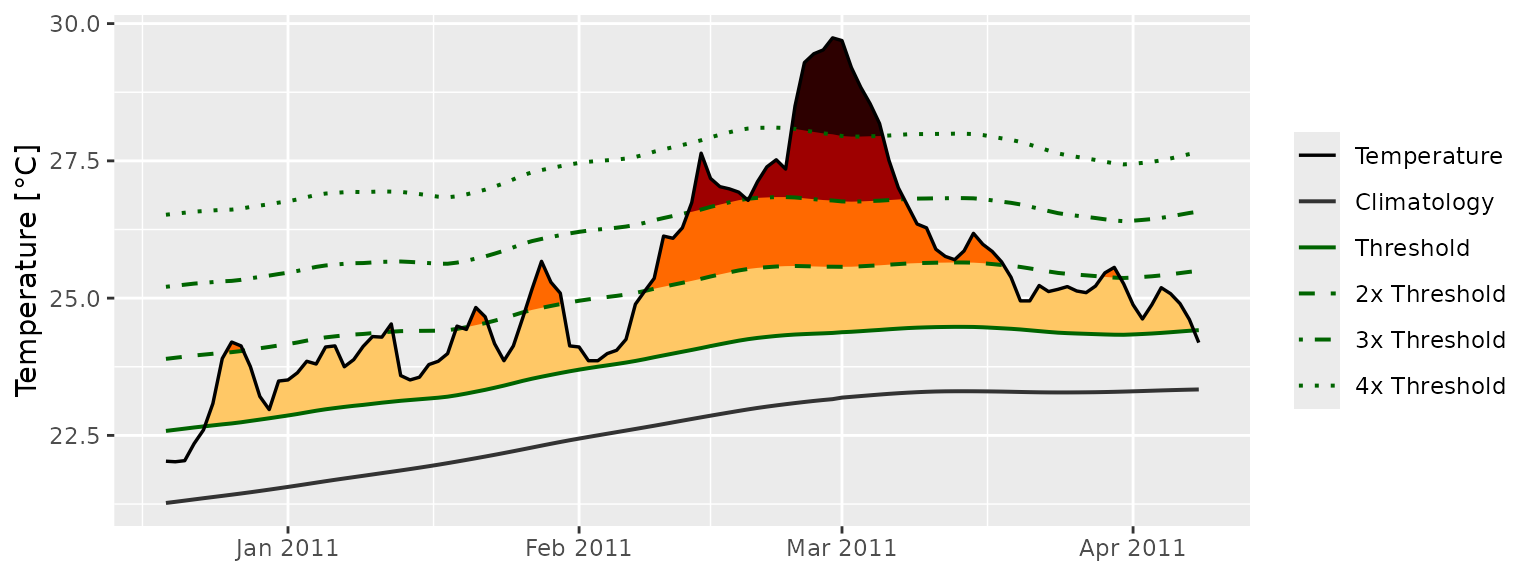 Temperature [°C]
30.0
27.5
25.0
22.5
Jan 2011
Feb 2011
Mar 2011
Apr 2011
Temperature
Climatology
Threshold
2x Threshold
3x Threshold
4x Threshold